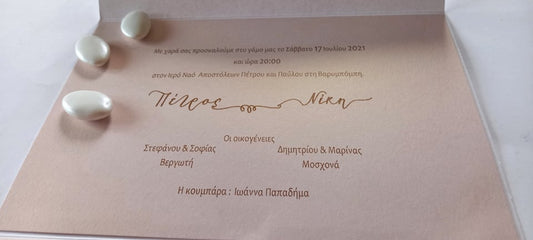 Με χαρά σας προσκαλούμε στο γάμο μας το Σάββατο 17 Ιουλίου 2021
και ώρα 20:00
στον Ιερό Ναό Αποστόλων Πέτρου και Παύλου στη Βαρυμπόμπη.
Πέτρος Νίκη
Οι οικογένειες
Στεφάνου & Σοφίας Δημητρίου & Μαρίνας
Βεργωτή Μοσχονά
Η κουμπάρα : Ιωάννα Παπαδήμα